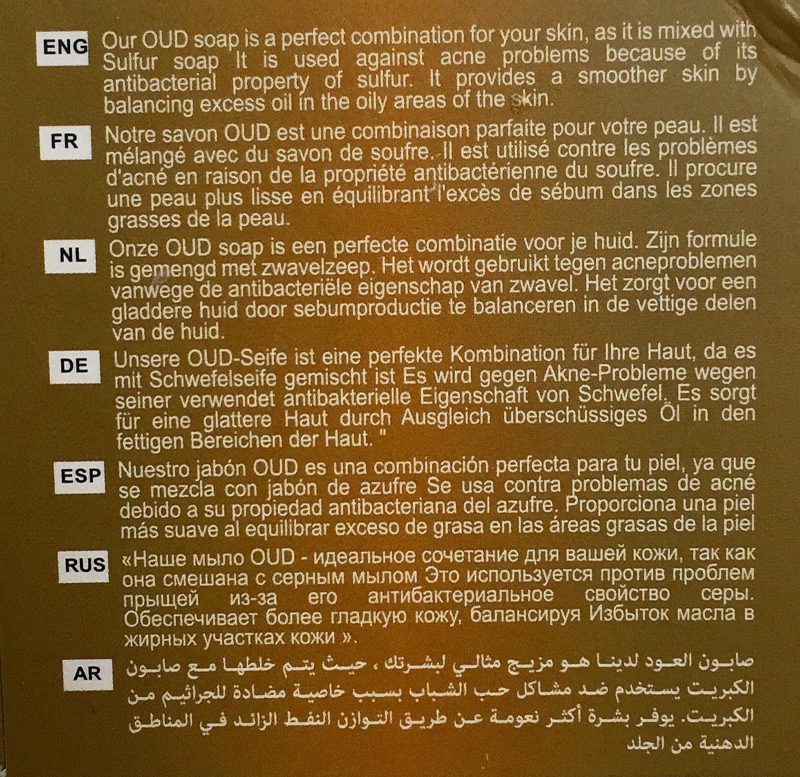 ENG
Our OUD soap is a perfect combination for your skin, as it is mixed with
Sulfur soap It is used against acne problems because of its
antibacterial property of sulfur. It provides a smoother skin by
balancing excess oil in the oily areas of the skin.
FR
Notre savon OUD est une combinaison parfaite pour votre peau. Il est
mélangé avec du savon de soufre. Il est utilisé contre les problèmes
d'acné en raison de la propriété antibactérienne du soufre. Il procure
une peau plus lisse en équilibrant l'excès de sébum dans les zones
grasses de la peau.
NL
Onze OUD soap is een perfecte combinatie voor je huid. Zijn formule
is gemengd met zwavelzeep. Het wordt gebruikt tegen acneproblemen
vanwege de antibacteriële eigenschap van zwavel. Het zorgt voor een
gladdere huid door sebumproductie te balanceren in de vettige delen
van de huid.
DE
Unsere OUD-Seife ist eine perfekte Kombination für Ihre Haut, da es
mit Schwefelseife gemischt ist Es wird gegen Akne-Probleme wegen
seiner verwendet antibakterielle Eigenschaft von Schwefel. Es sorgt
für eine glattere Haut durch Ausgleich überschüssiges Öl in den
fettigen Bereichen der Haut. "
ESP
Nuestro jabón OUD es una combinación perfecta para tu piel, ya que
se mezcla con jabón de azufre Se usa contra problemas de acné
debido a su propiedad antibacteriana del azufre. Proporciona una piel
más suave al equilibrar exceso de grasa en las áreas grasas de la piel
RUS
«Наше мыло OUD - идеальное сочетание для вашей кожи, так как
она смешана с серным мылом Это используется против проблем
прыщей из-за его антибактериальное свойство серы.
Обеспечивает более гладкую кожу, балансируя Избыток масла в
жирных участках кожи ».
AR
صابون العود لدينا هو مزيج مثالي لبشرتك ، حيث يتم خلطها مع صابون
الكبريت يستخدم ضد مشاكل حب الشباب بسبب خاصية مضادة للجراثيم من
الكبريت. يوفر بشرة أكثر نعومة عن طريق التوازن النفط الزائد في المناطق
الدهنية من الجلد